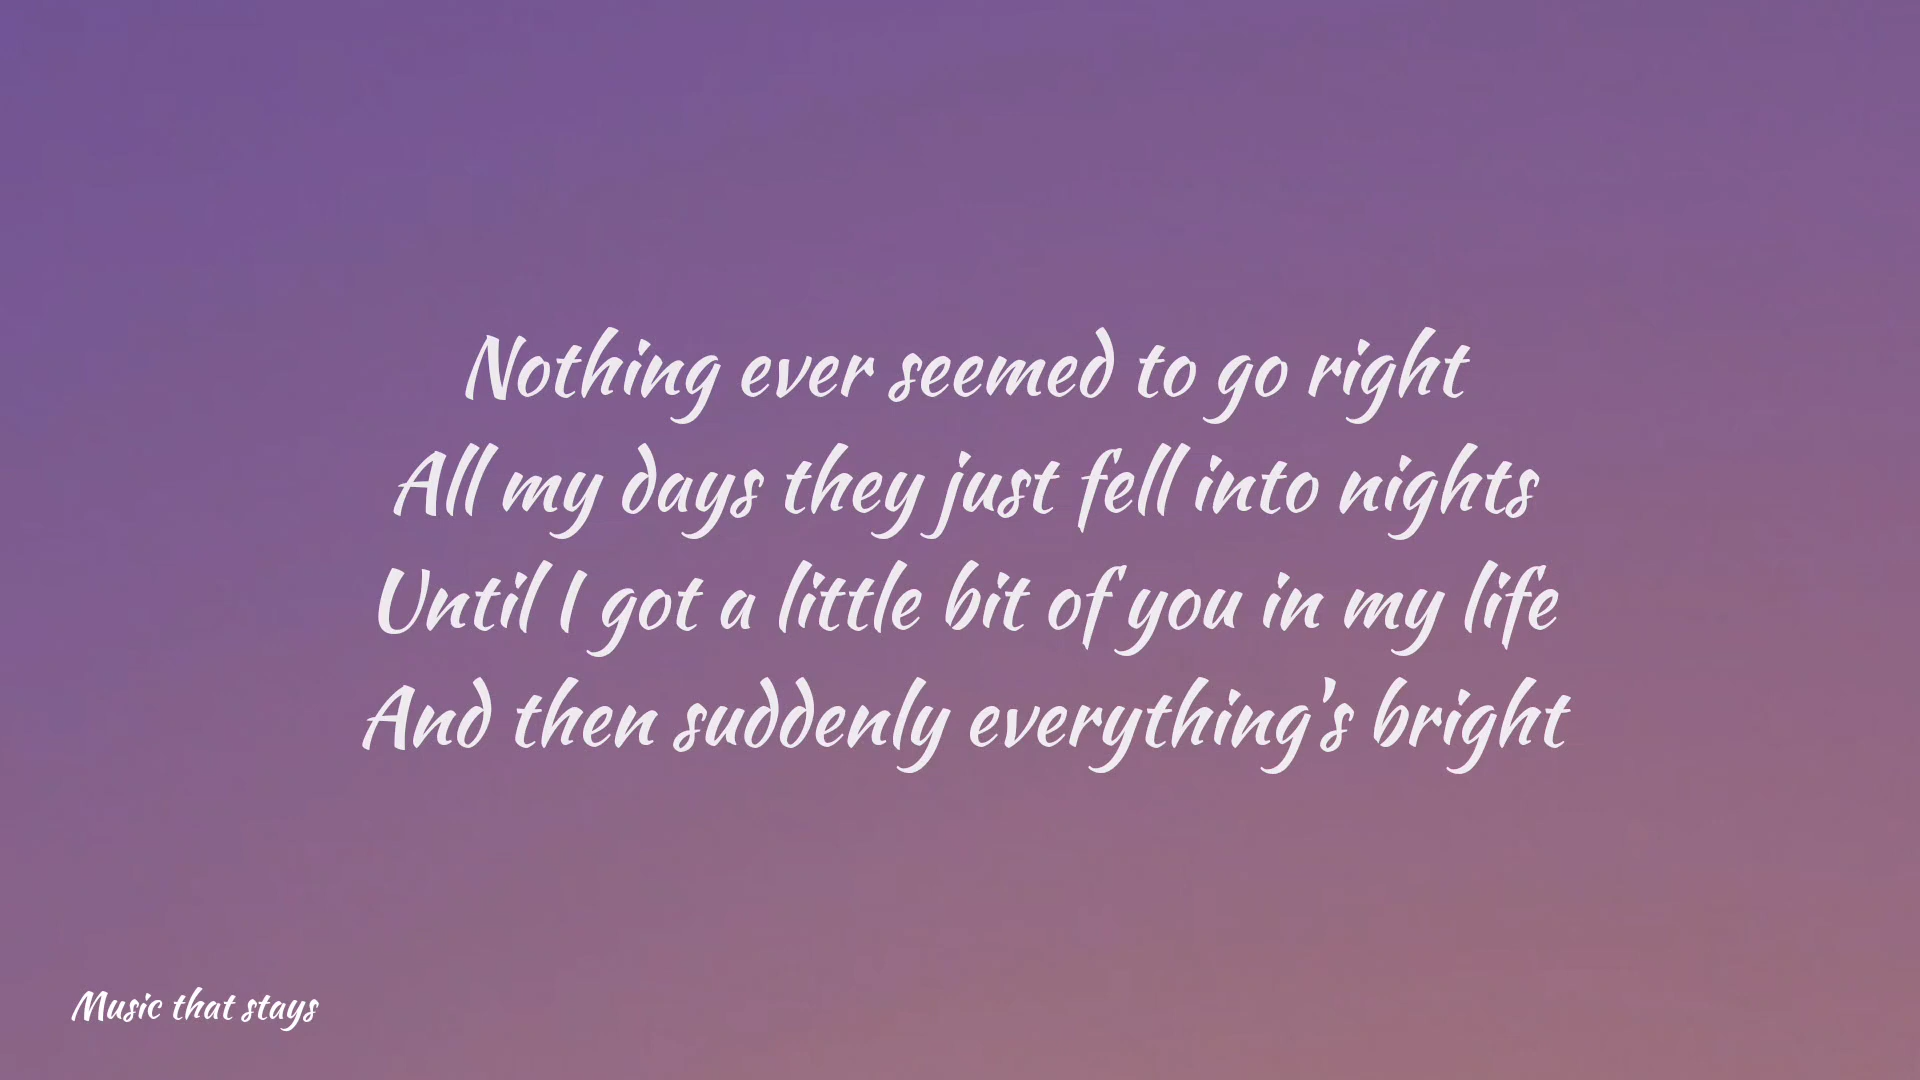 Nothing ever seemed to go right
All my days they just fell into nights
Until I got a little bit of you in my life
And then suddenly everything's bright
Music that stays